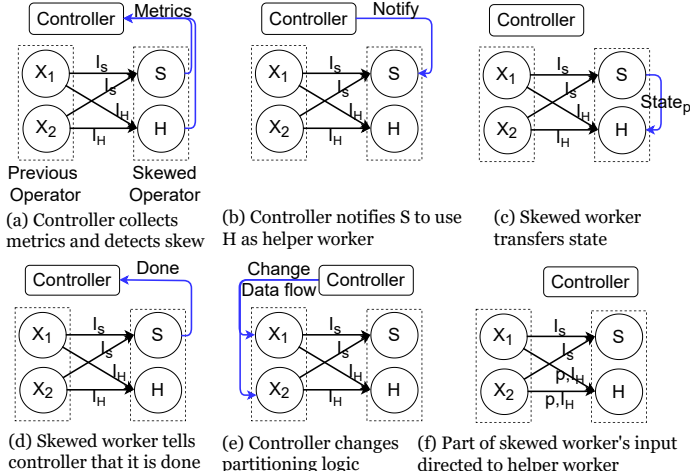 Controller
Metrics
X1
X2
IS
IS
IH
IH
S
H
Previous
Operator
Skewed
Operator
(a) Controller collects
metrics and detects skew
Controller
Notify
X1
X2
IS
IS
IH
IH
S
H
(b) Controller notifies S to use
H as helper worker
Controller
X1
X2
IS
IS
IH
IH
S
H
Statep
(c) Skewed worker
transfers state
Controller
Done
X1
X2
IS
IS
IH
IH
S
H
(d) Skewed worker tells
controller that it is done
Change
Data flow
Controller
X1
X2
IS
IS
IH
IH
S
H
(e) Controller changes
partitioning logic
Controller
X1
X2
IS
IS
p,IH
p,IH
S
H
(f) Part of skewed worker's input
directed to helper worker